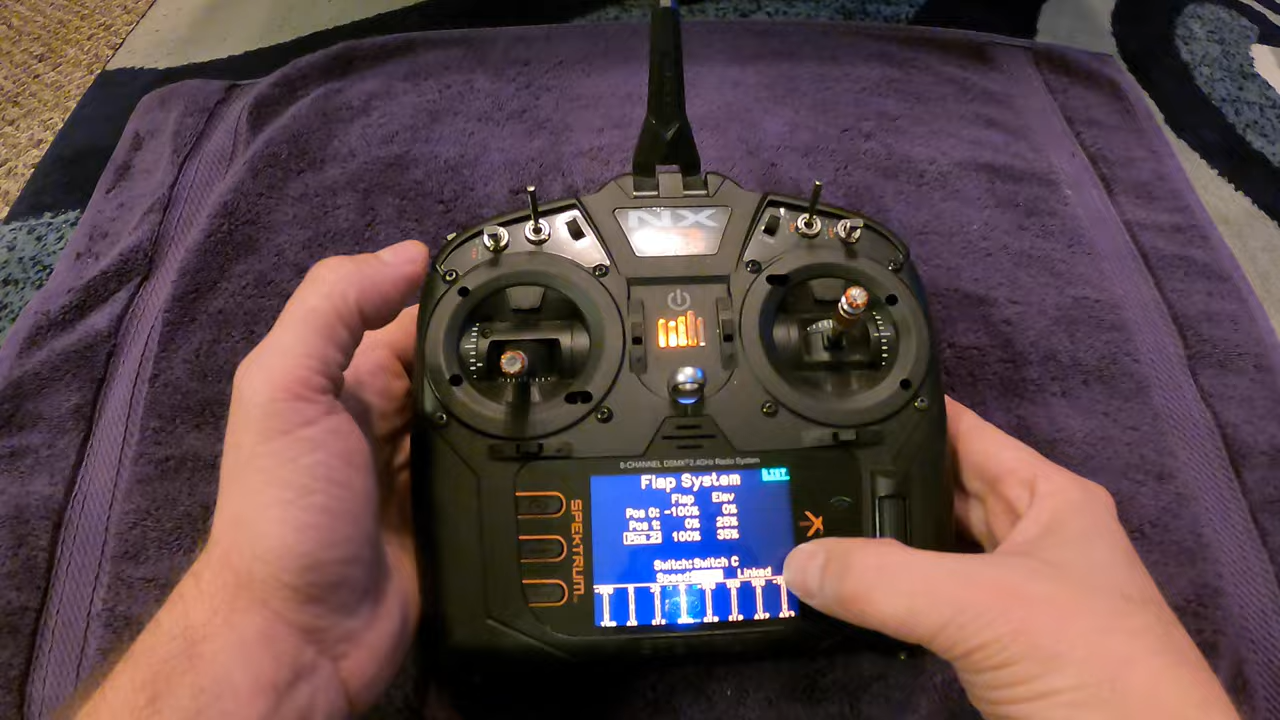 NX
8-CHANNEL DSMX® 2.4GHz Radio System
SPEKTRUM
Flap System
LIST
Flap Elev
Pos 0: -100% 0%
Pos 1: 0% 25%
Pos 2: 100% 35%
Switch: Switch C
Speed: Linked